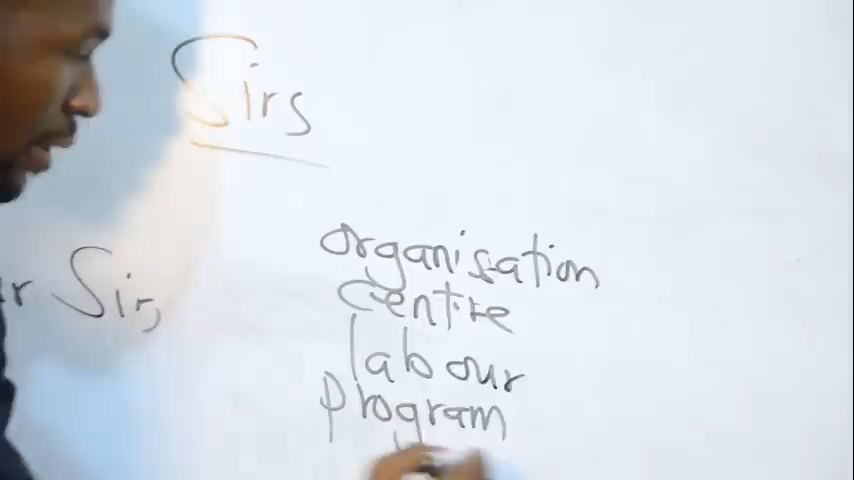 Sirs
organisation
Centre
Sir,
labour
program